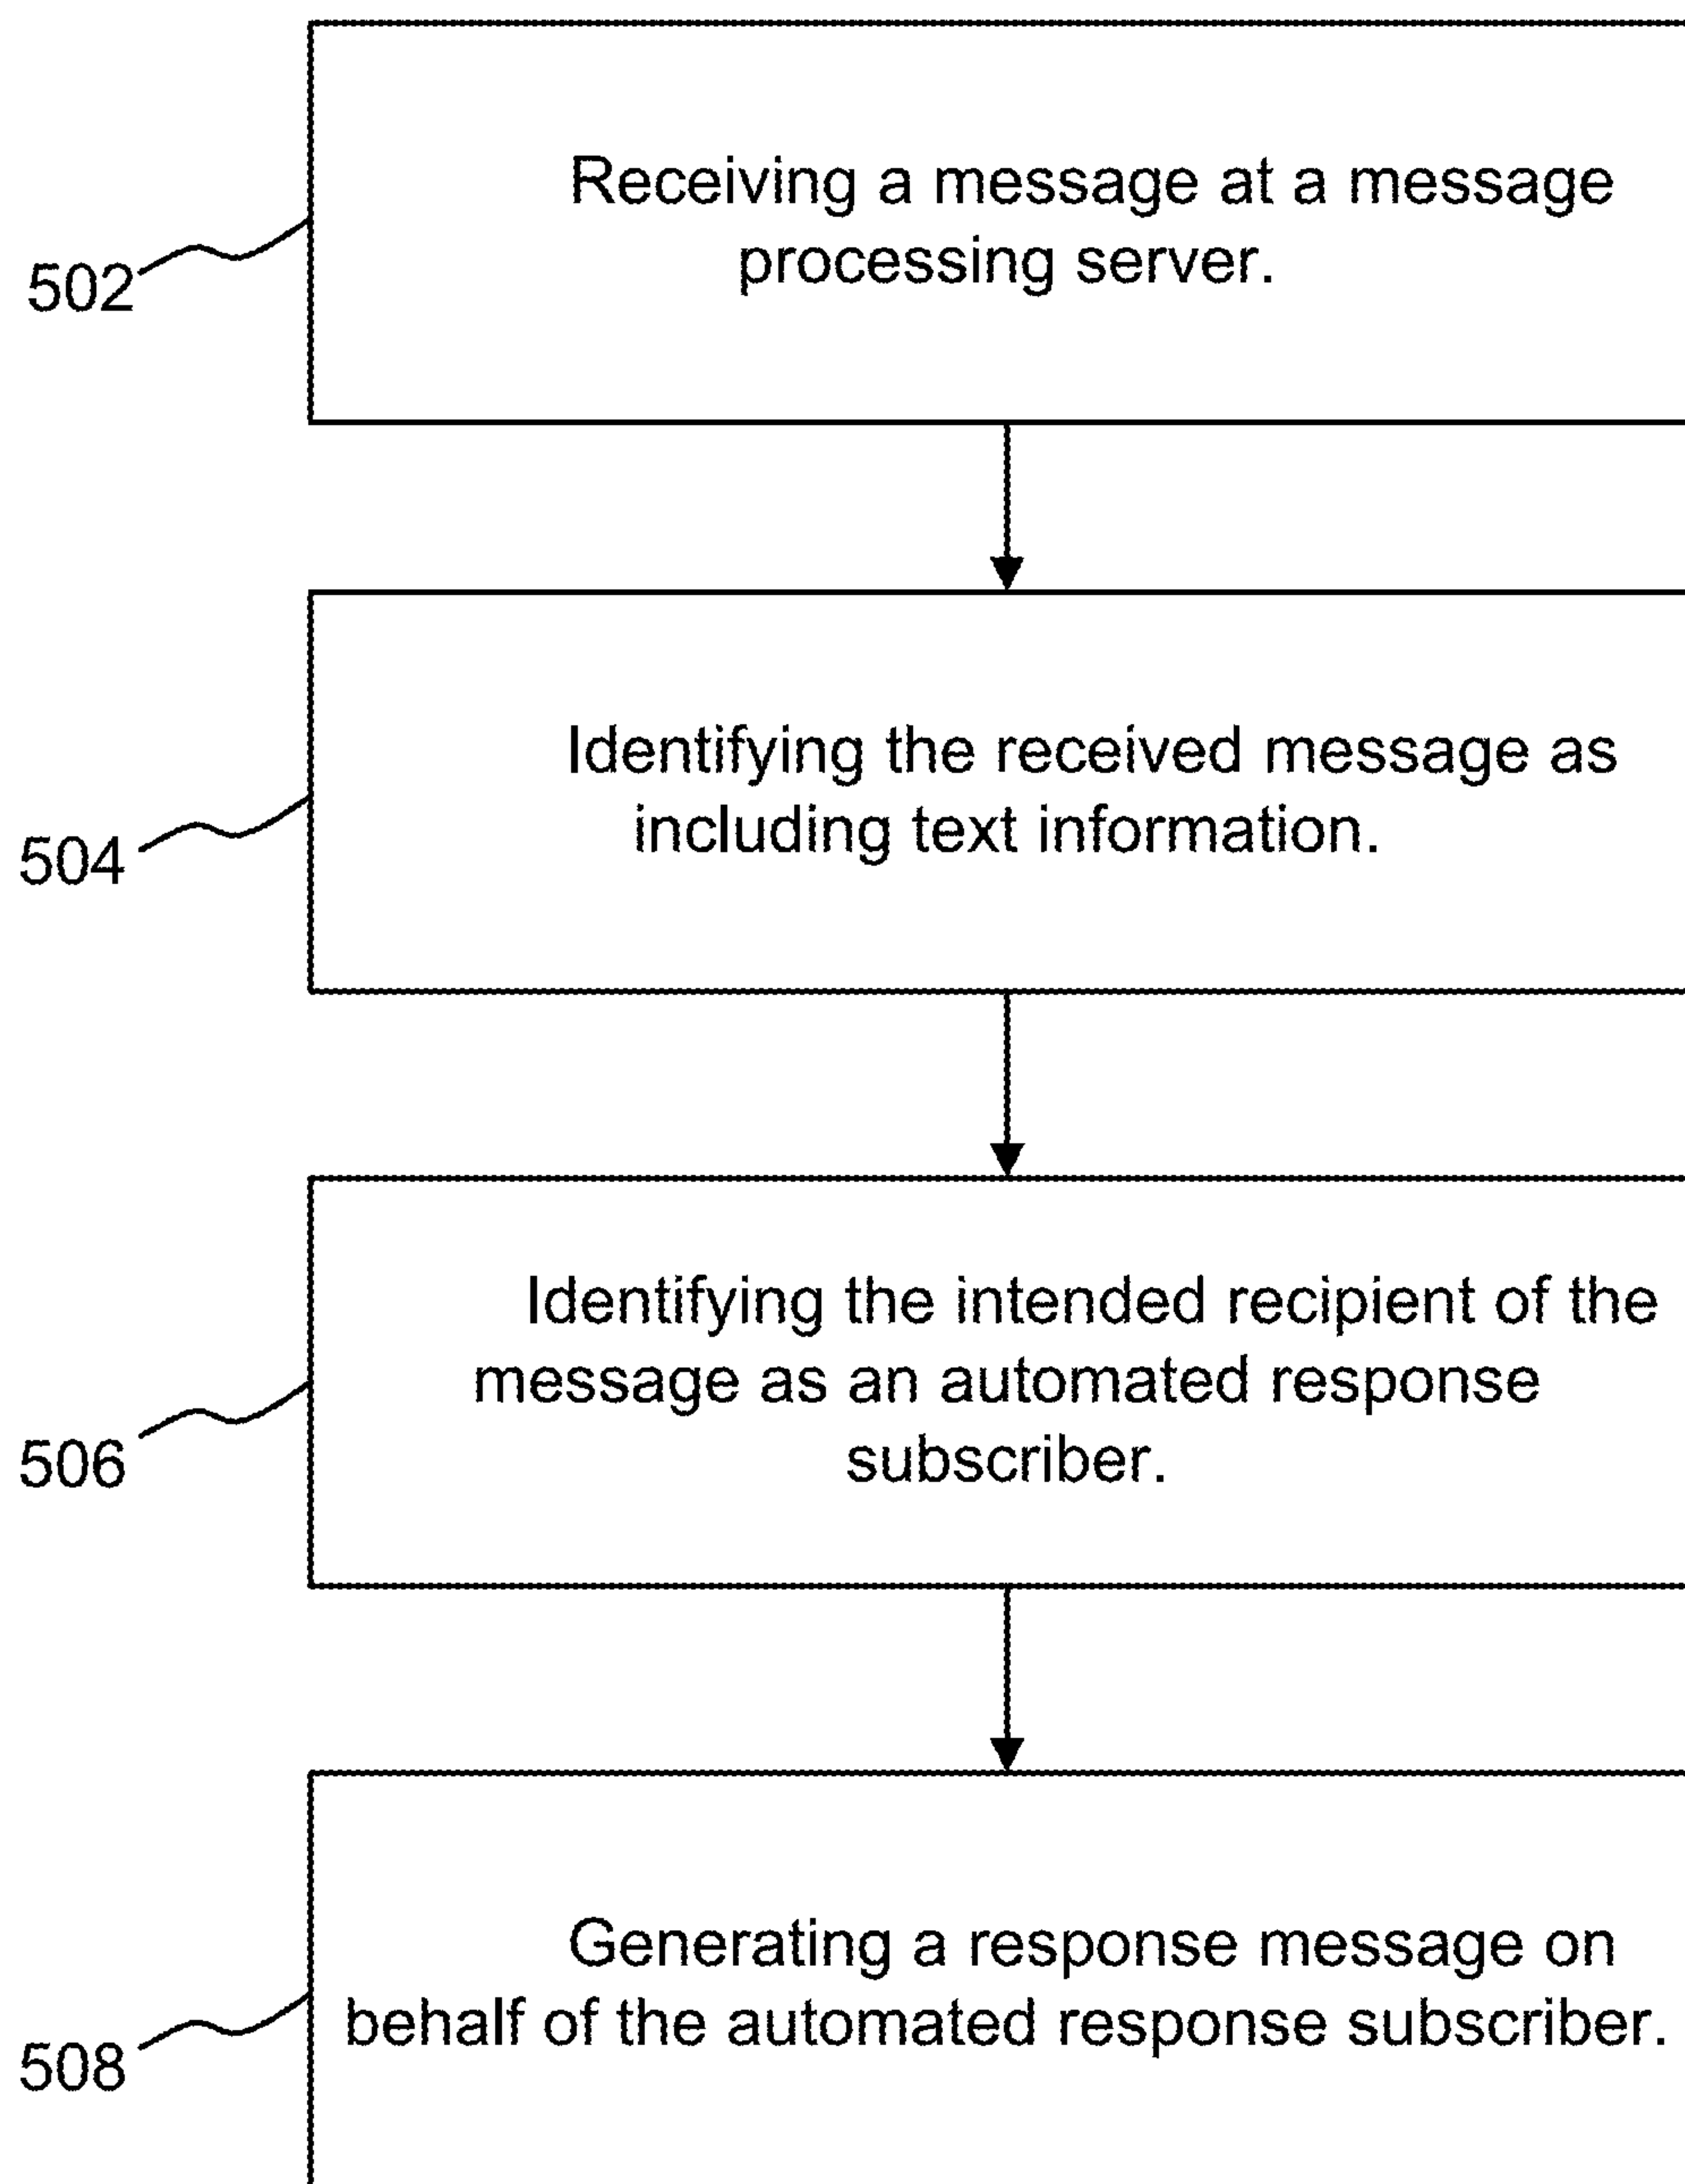 Receiving a message at a message
processing server.
502
Identifying the received message as
including text information.
504
Identifying the intended recipient of the
message as an automated response
subscriber.
506
Generating a response message on
behalf of the automated response subscriber.
508